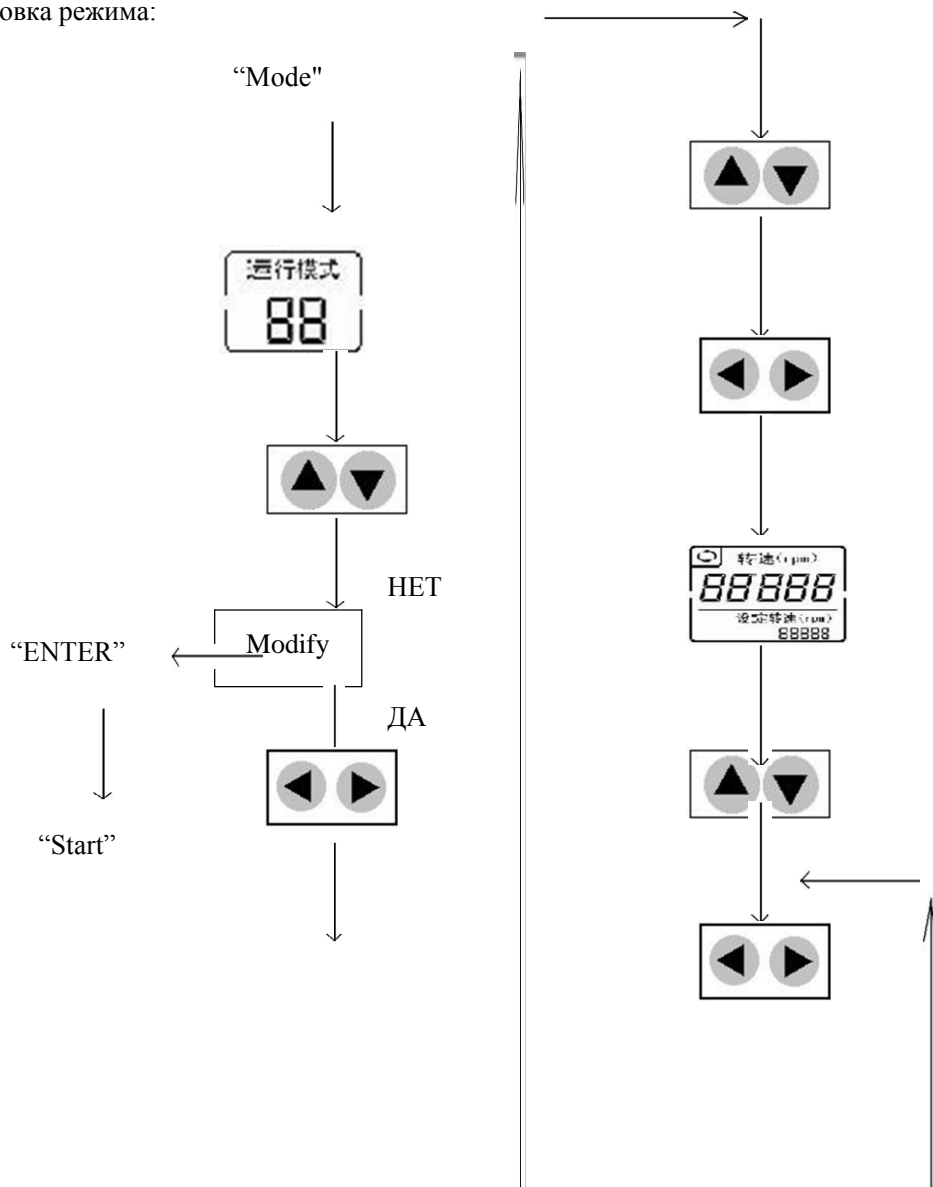 овка режима:
“Mode"
运行模式
88
НЕТ
Modify
“ENTER”
ДА
“Start”
转速(rpm)
88888
设定转速(rpm)
88888